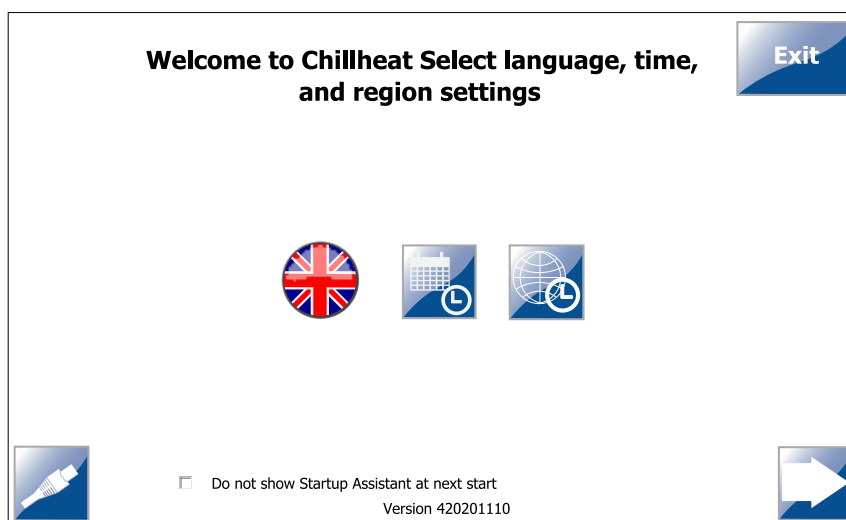 Welcome to Chillheat Select language, time,
and region settings
Exit
Do not show Startup Assistant at next start
Version 420201110